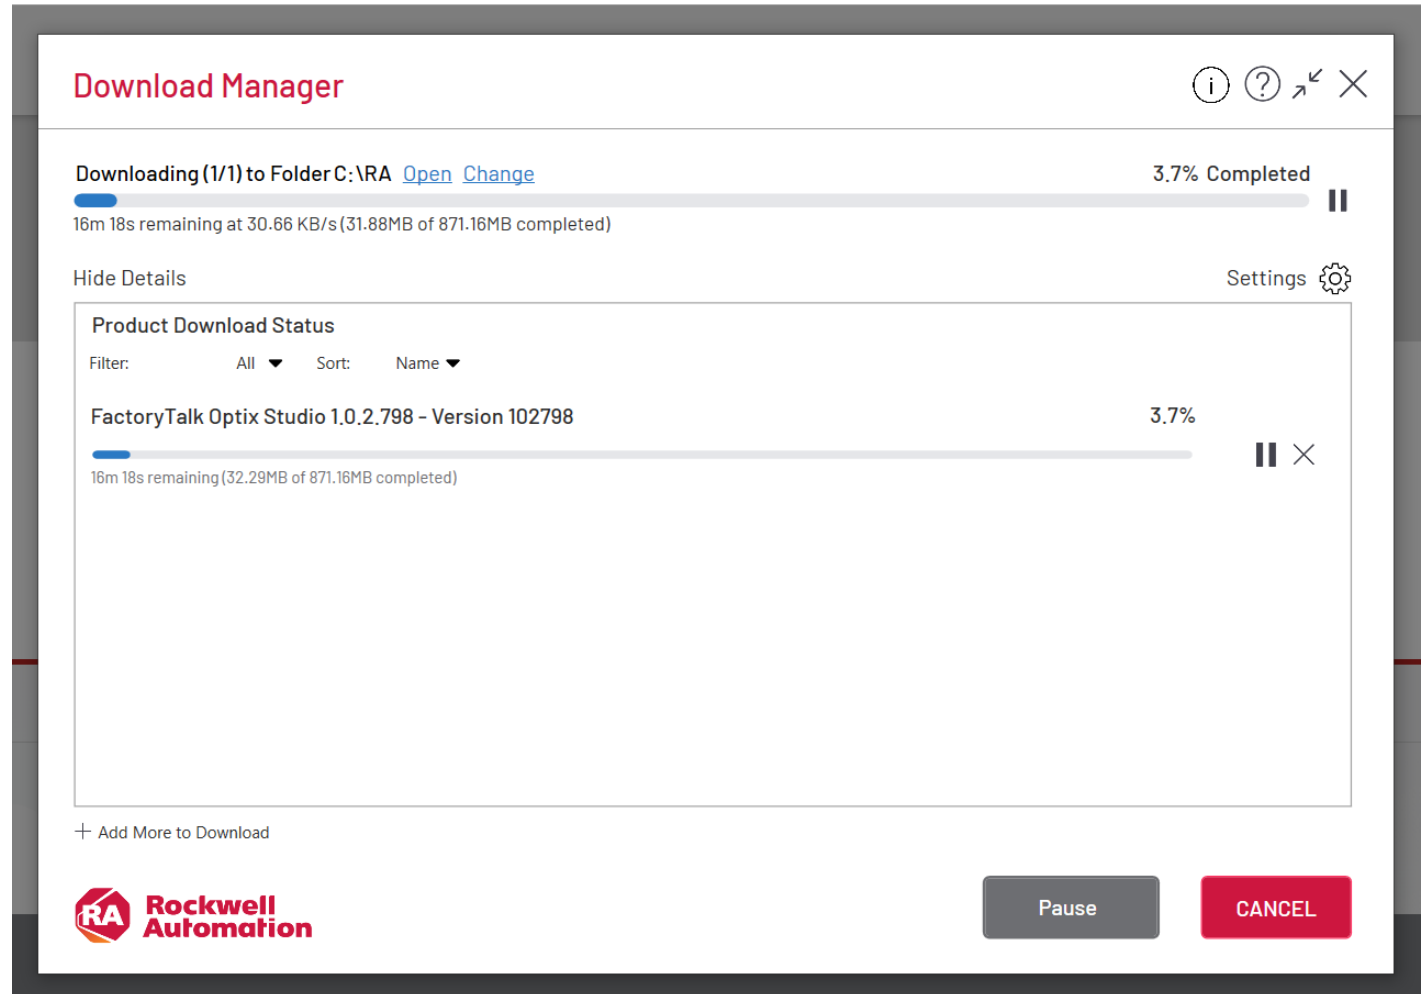 Download Manager
Downloading (1/1) to Folder C:\RA Open Change 3.7% Completed
16m 18s remaining at 30.66 KB/s (31.88MB of 871.16MB completed)
Hide Details Settings
Product Download Status
Filter: All Sort: Name
FactoryTalk Optix Studio 1.0.2.798 - Version 102798 3.7%
16m 18s remaining (32.29MB of 871.16MB completed)
+ Add More to Download
RA Rockwell
Automation
Pause CANCEL